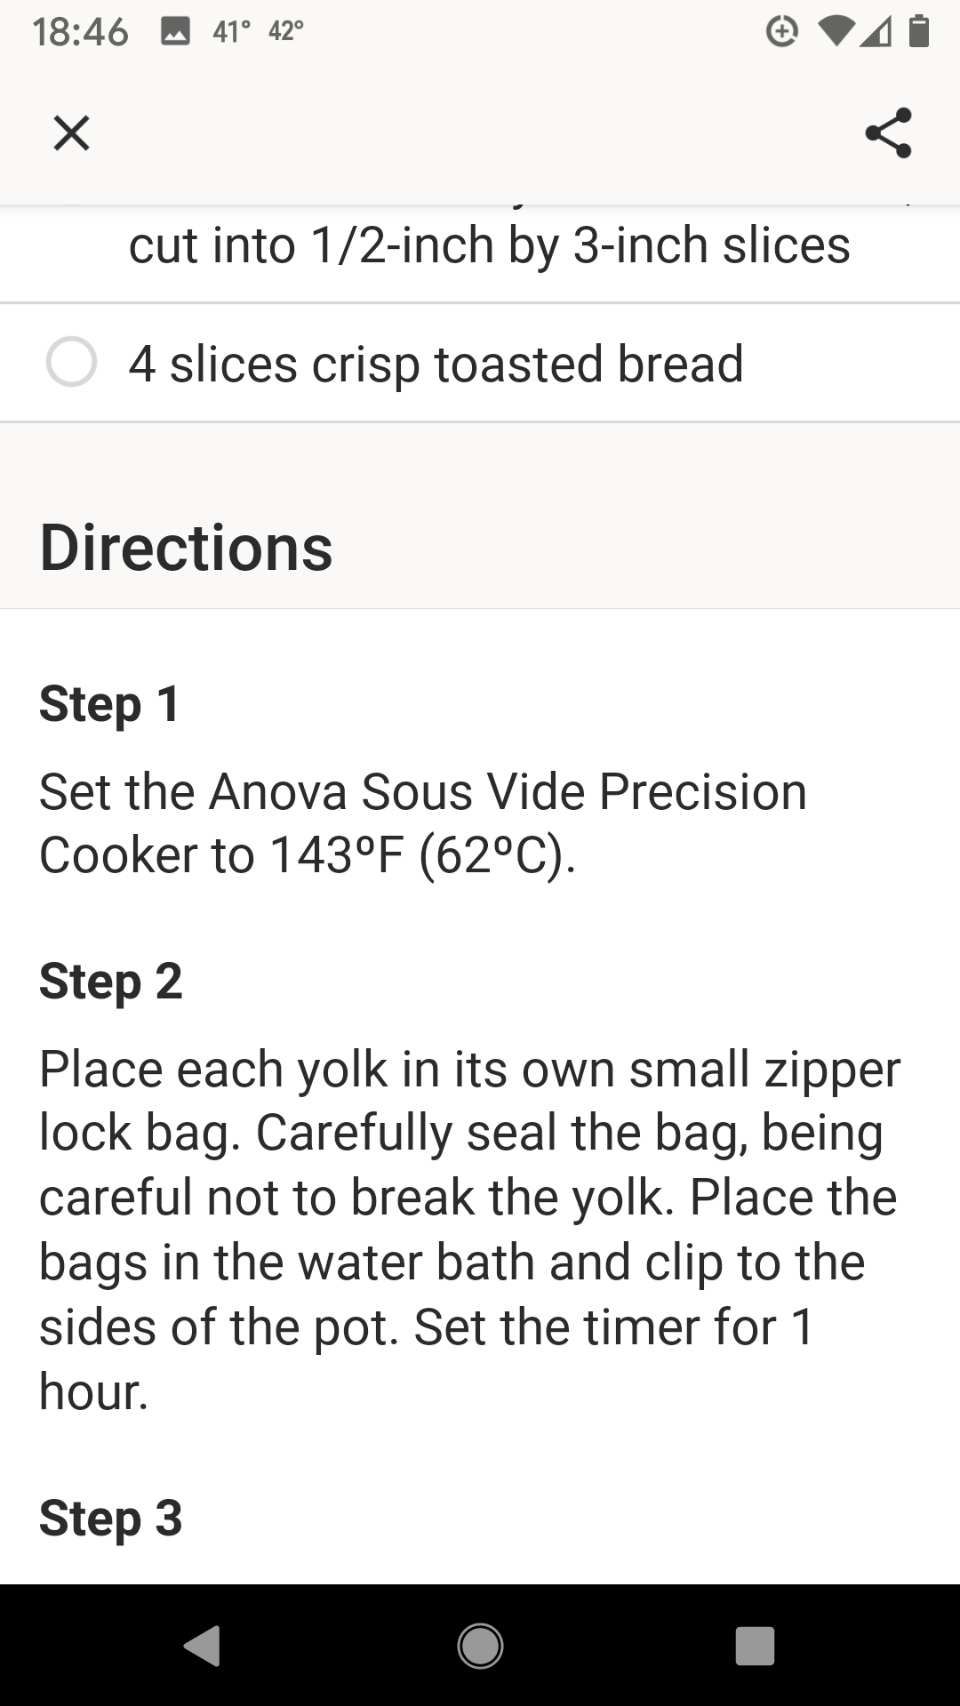 18:46 41° 42°
cut into 1/2-inch by 3-inch slices
4 slices crisp toasted bread
Directions
Step 1
Set the Anova Sous Vide Precision
Cooker to 143ºF (62ºC).
Step 2
Place each yolk in its own small zipper
lock bag. Carefully seal the bag, being
careful not to break the yolk. Place the
bags in the water bath and clip to the
sides of the pot. Set the timer for 1
hour.
Step 3